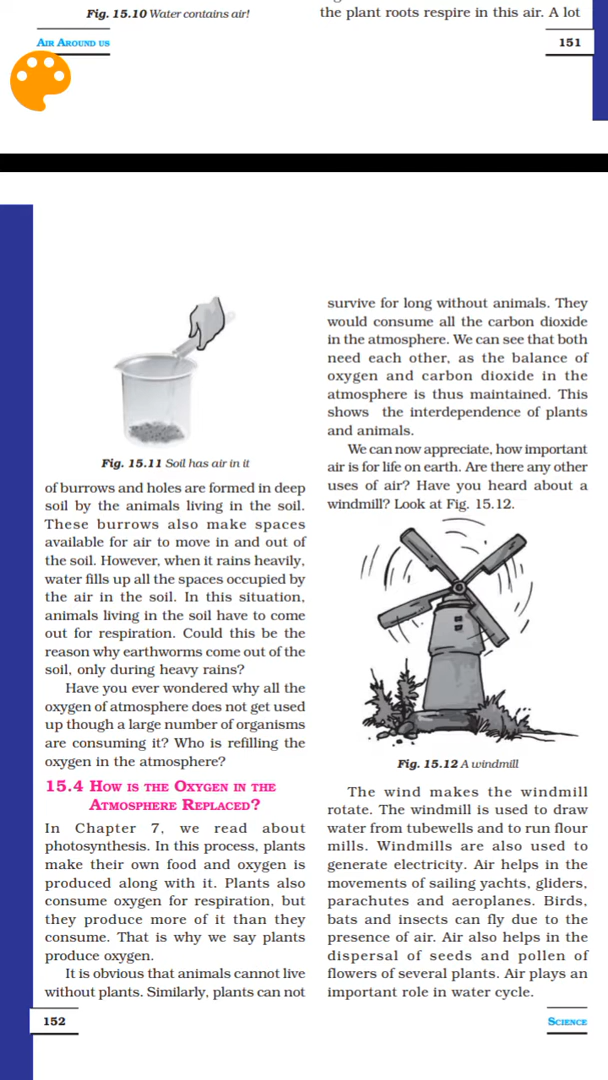 Fig. 15.10 Water contains air!
the plant roots respire in this air. A lot
AIR AROUND US
151
Fig. 15.11 Soil has air in it
of burrows and holes are formed in deep
soil by the animals living in the soil.
These burrows also make spaces
available for air to move in and out of
the soil. However, when it rains heavily,
water fills up all the spaces occupied by
the air in the soil. In this situation,
animals living in the soil have to come
out for respiration. Could this be the
reason why earthworms come out of the
soil, only during heavy rains?
Have you ever wondered why all the
oxygen of atmosphere does not get used
up though a large number of organisms
are consuming it? Who is refilling the
oxygen in the atmosphere?
15.4 HOW IS THE OXYGEN IN THE
ATMOSPHERE REPLACED?
In Chapter 7, we read about
photosynthesis. In this process, plants
make their own food and oxygen is
produced along with it. Plants also
consume oxygen for respiration, but
they produce more of it than they
consume. That is why we say plants
produce oxygen.
It is obvious that animals cannot live
without plants. Similarly, plants can not
survive for long without animals. They
would consume all the carbon dioxide
in the atmosphere. We can see that both
need each other, as the balance of
oxygen and carbon dioxide in the
atmosphere is thus maintained. This
shows the interdependence of plants
and animals.
We can now appreciate, how important
air is for life on earth. Are there any other
uses of air? Have you heard about a
windmill? Look at Fig. 15.12.
Fig. 15.12 A windmill
The wind makes the windmill
rotate. The windmill is used to draw
water from tubewells and to run flour
mills. Windmills are also used to
generate electricity. Air helps in the
movements of sailing yachts, gliders,
parachutes and aeroplanes. Birds,
bats and insects can fly due to the
presence of air. Air also helps in the
dispersal of seeds and pollen of
flowers of several plants. Air plays an
important role in water cycle.
152
SCIENCE